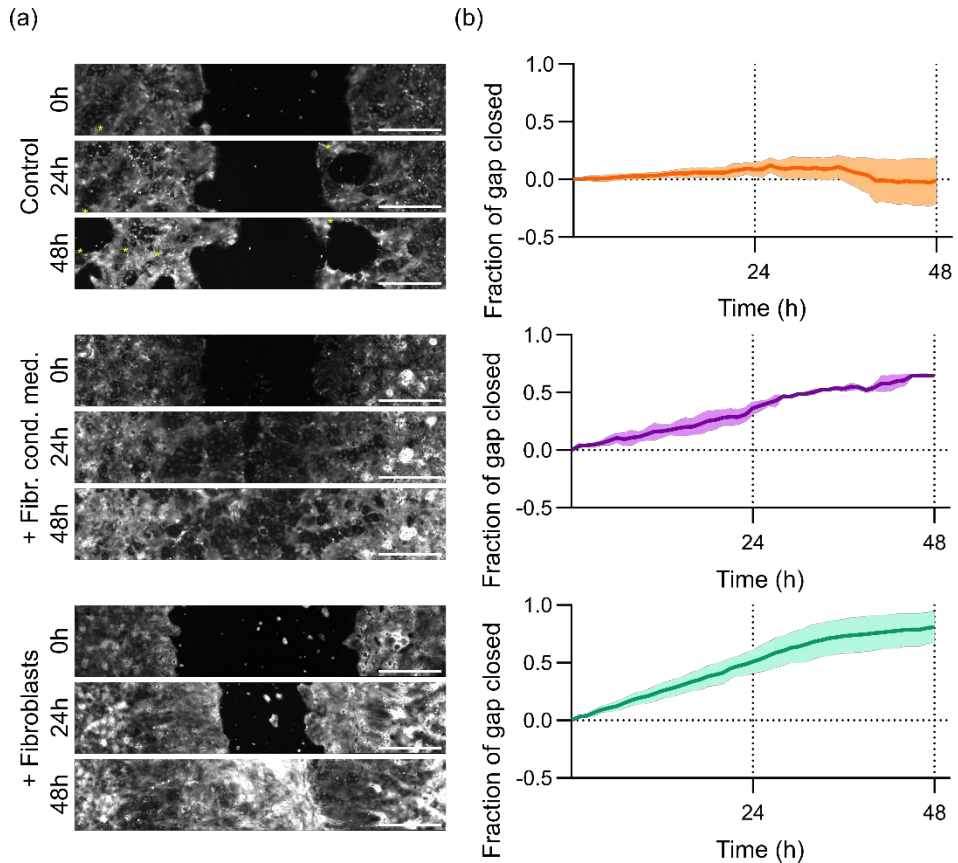 (a)
Control
0h
24h
48h
+ Fibr. cond. med.
0h
24h
48h
+ Fibroblasts
0h
24h
48h
(b)
Fraction of gap closed
1.0
0.5
0.0
-0.5
24
48
Time (h)
Fraction of gap closed
1.0
0.5
0.0
-0.5
24
48
Time (h)
Fraction of gap closed
1.0
0.5
0.0
-0.5
24
48
Time (h)